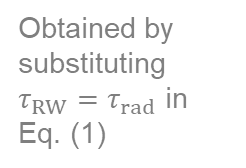 Obtained by
substituting
τ_RW = τ_rad in
Eq. (1)